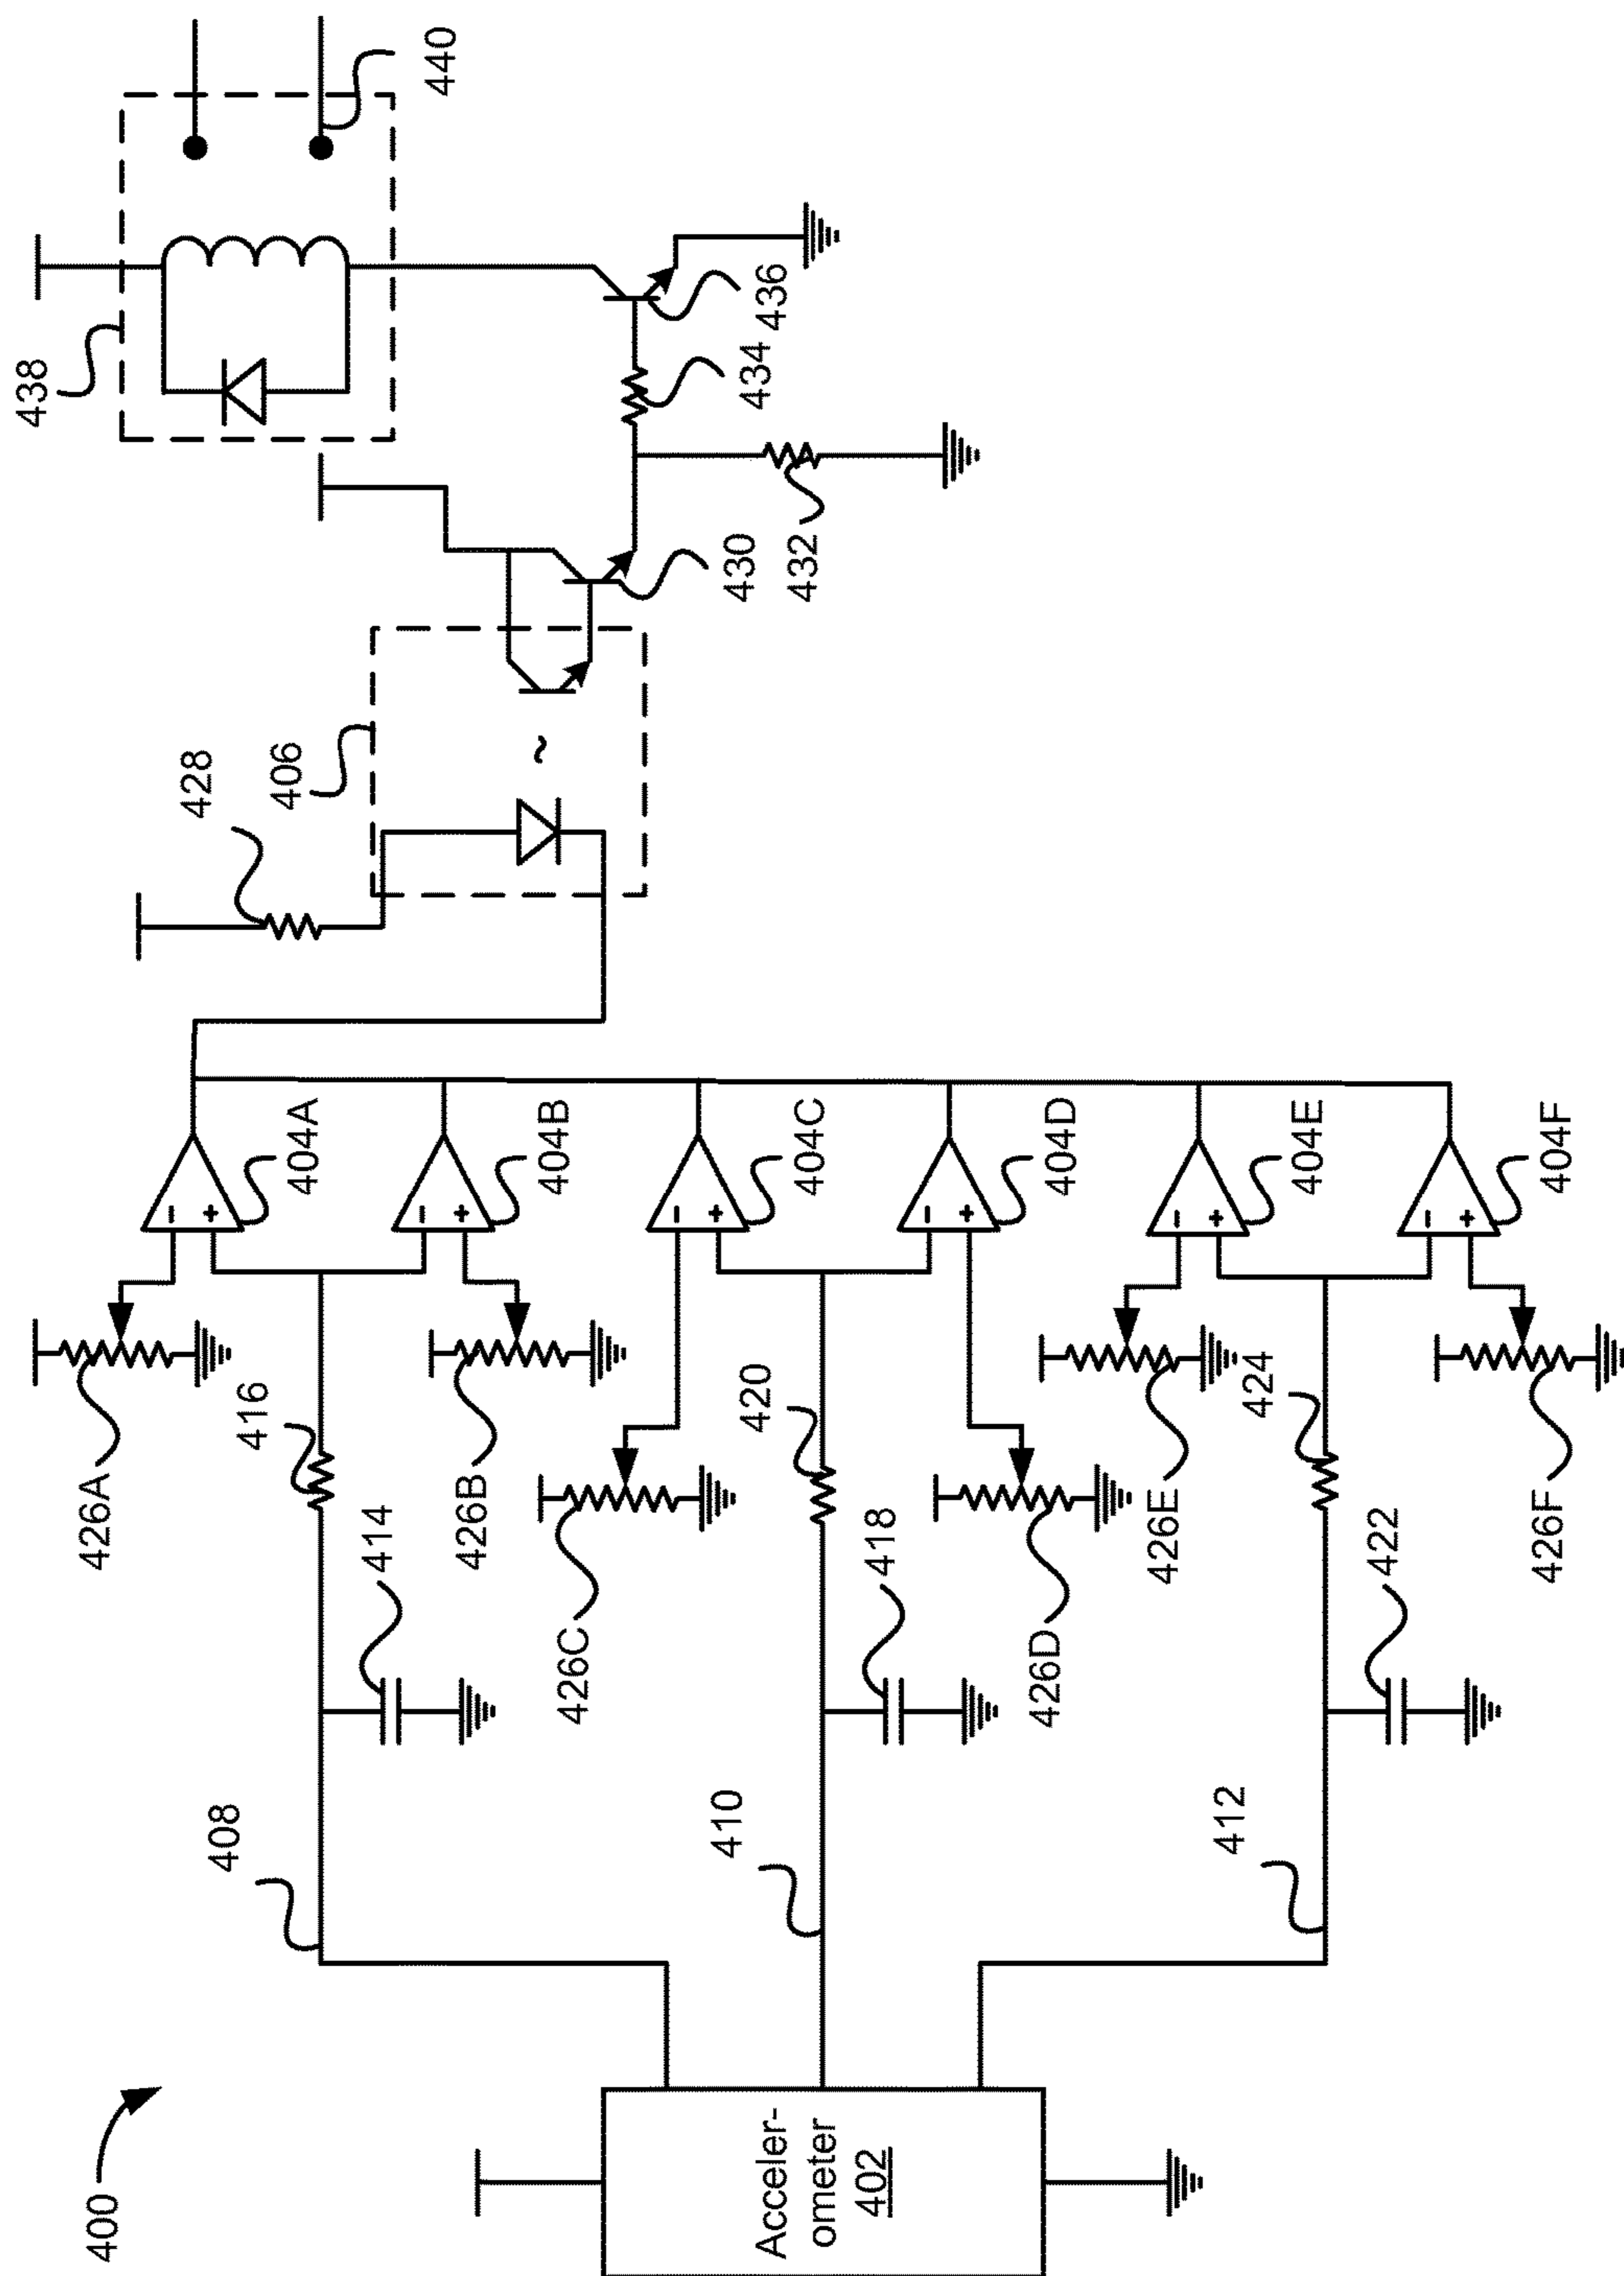 400
Acceler-
ometer
402
408
410
412
414
418
422
416
420
424
426A
426B
426C
426D
426E
426F
-
+
404A
-
+
404B
-
+
404C
-
+
404D
-
+
404E
-
+
404F
428
406
~
430
432
434
436
438
440